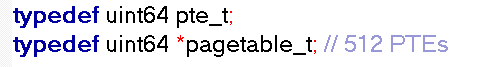 typedef uint64 pte_t;
typedef uint64 *pagetable_t; // 512 PTEs